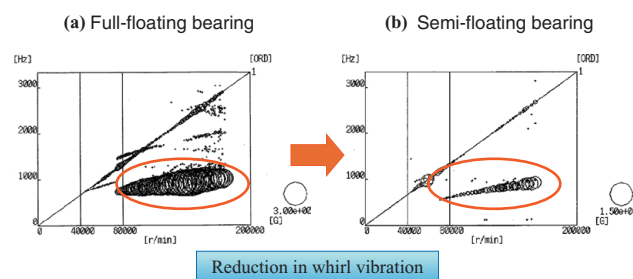 (a) Full-floating bearing
[Hz]
[ORD]
1
3000
2000
1000
0
0
40000
80000
200000
[r/min]
3.00e+02
[G]
(b) Semi-floating bearing
[Hz]
[ORD]
1
3000
2000
1000
0
0
40000
80000
200000
[r/min]
1.50e+02
[G]
Reduction in whirl vibration